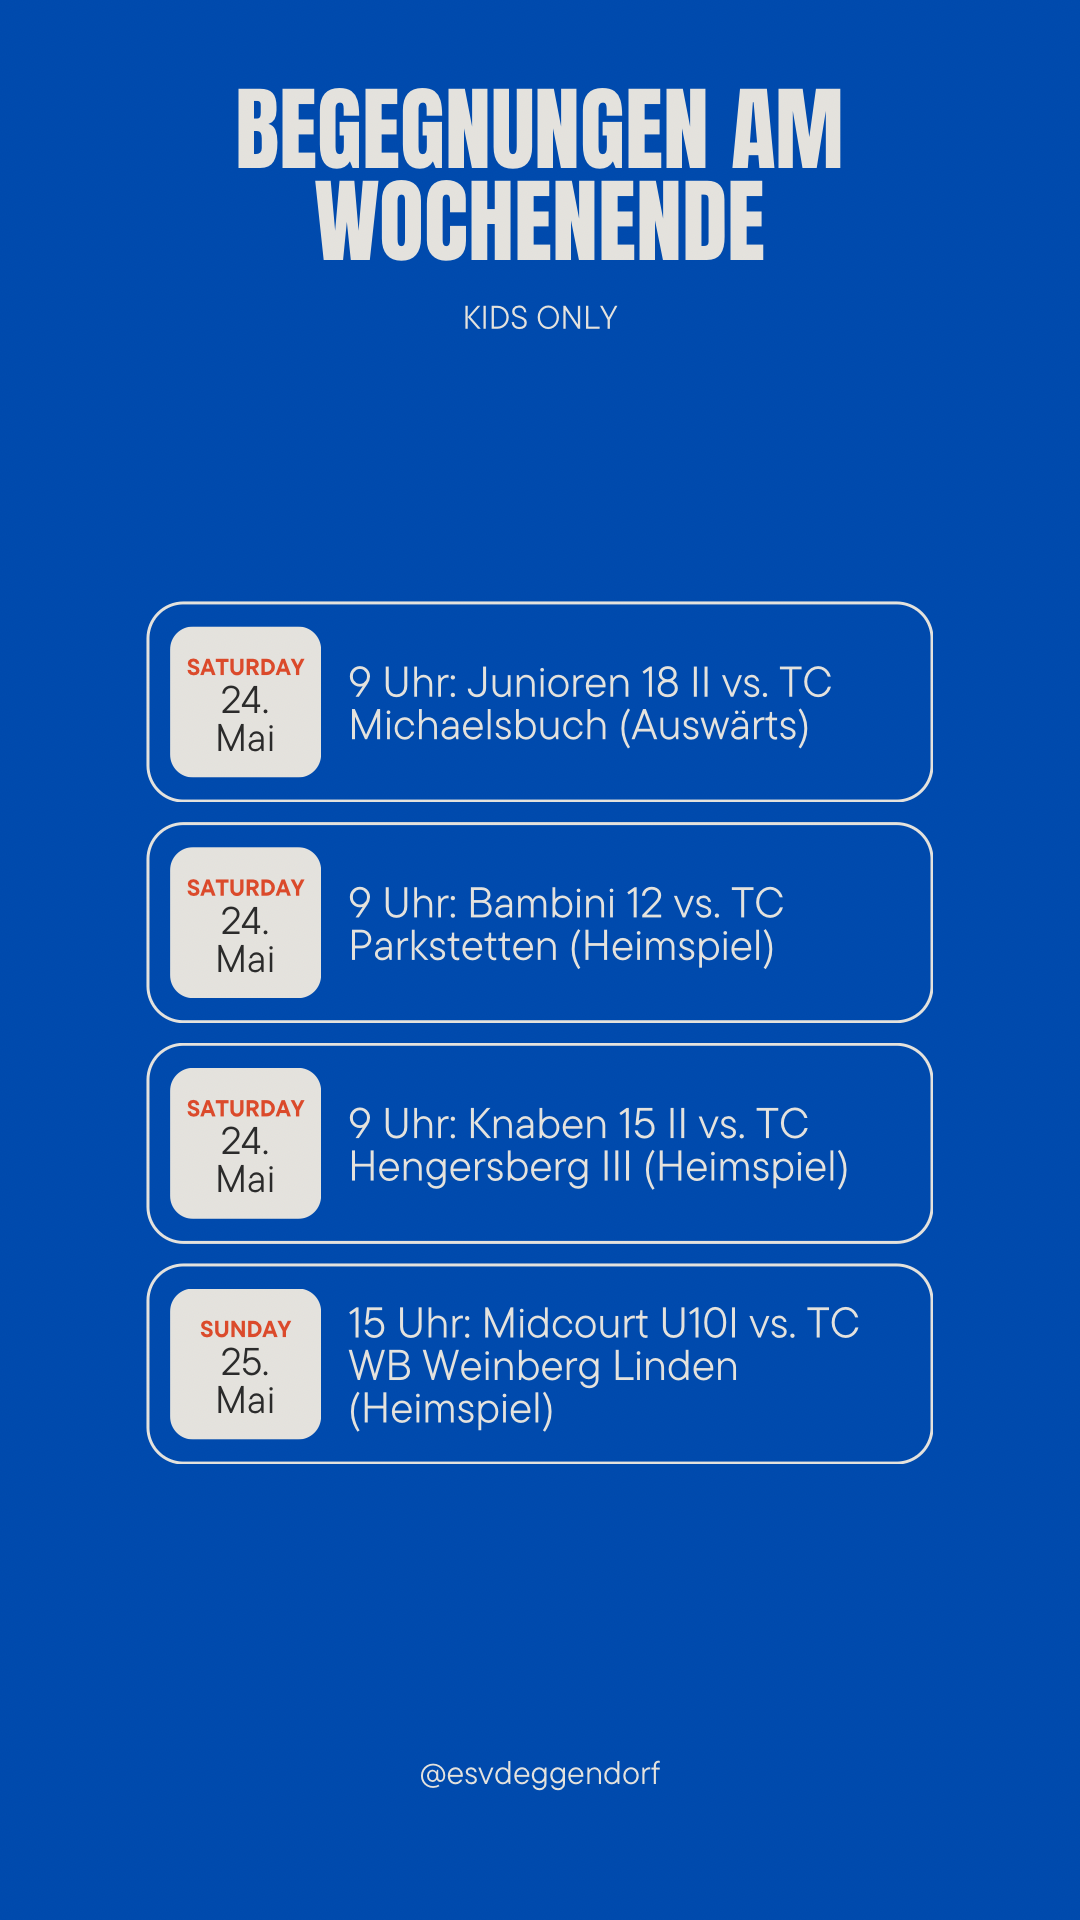 BEGEGNUNGEN AM
WOCHENENDE
KIDS ONLY
SATURDAY
24.
Mai
9 Uhr: Junioren 18 II vs. TC
Michaelsbuch (Auswärts)
SATURDAY
24.
Mai
9 Uhr: Bambini 12 vs. TC
Parkstetten (Heimspiel)
SATURDAY
24.
Mai
9 Uhr: Knaben 15 II vs. TC
Hengersberg III (Heimspiel)
SUNDAY
25.
Mai
15 Uhr: Midcourt U10I vs. TC
WB Weinberg Linden
(Heimspiel)
@esvdeggendorf